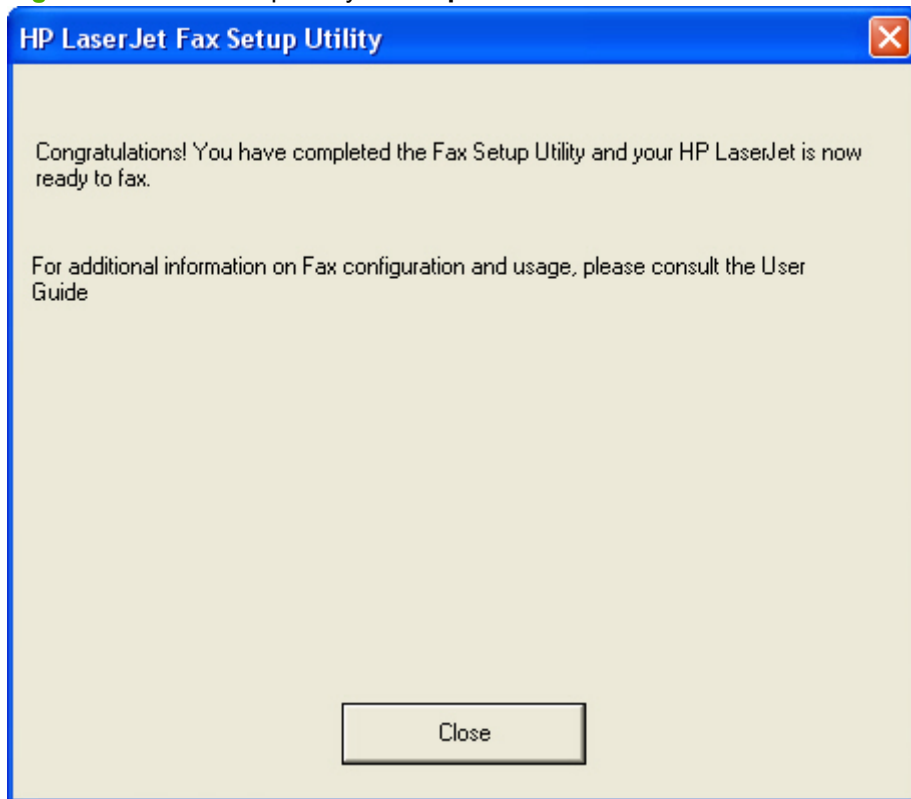 HP LaserJet Fax Setup Utility
Congratulations! You have completed the Fax Setup Utility and your HP LaserJet is now
ready to fax.
For additional information on Fax configuration and usage, please consult the User
Guide
Close